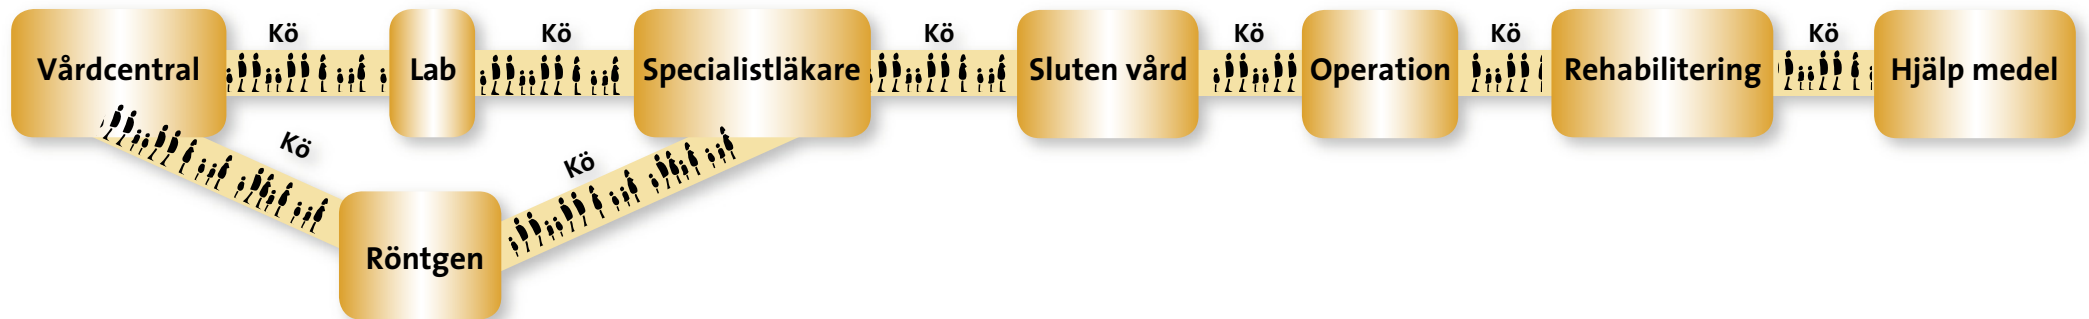 Kö
Kö
Kö
Kö
Kö
Kö
Vårdcentral
Lab
Specialistläkare
Sluten vård
Operation
Rehabilitering
Hjälp medel
Kö
Kö
Röntgen